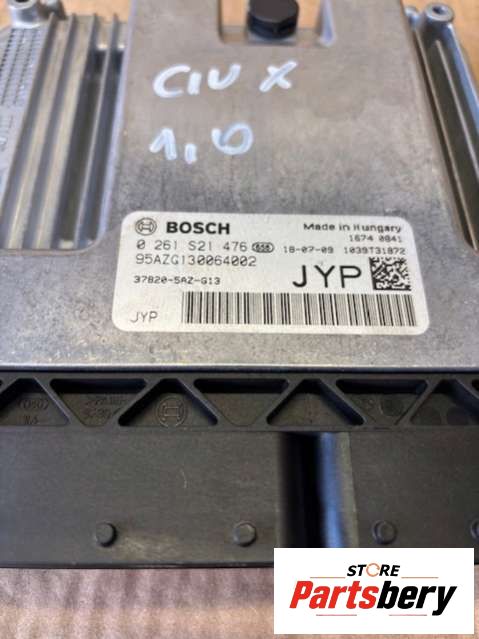 CIV X
1,0
BOSCH
Made in Hungary
0 261 S21 476
1674 0841
18-07-09 1039T31872
95AZG130064002
37820-5AZ-G13
JYP
JYP
STORE
Partsbery